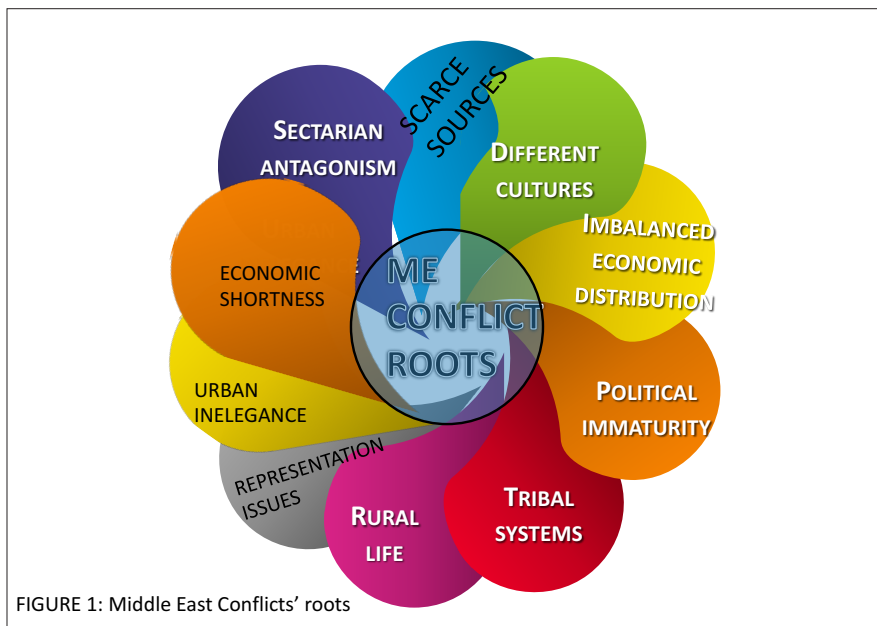 SCARCE
SOURCES
DIFFERENT
CULTURES
IMBALANCED
ECONOMIC
DISTRIBUTION
POLITICAL
IMMATURITY
TRIBAL
SYSTEMS
RURAL
LIFE
REPRESENTATION
ISSUES
URBAN
INELEGANCE
ECONOMIC
SHORTNESS
SECTARIAN
ANTAGONISM
ME
CONFLICT
ROOTS
FIGURE 1: Middle East Conflicts’ roots